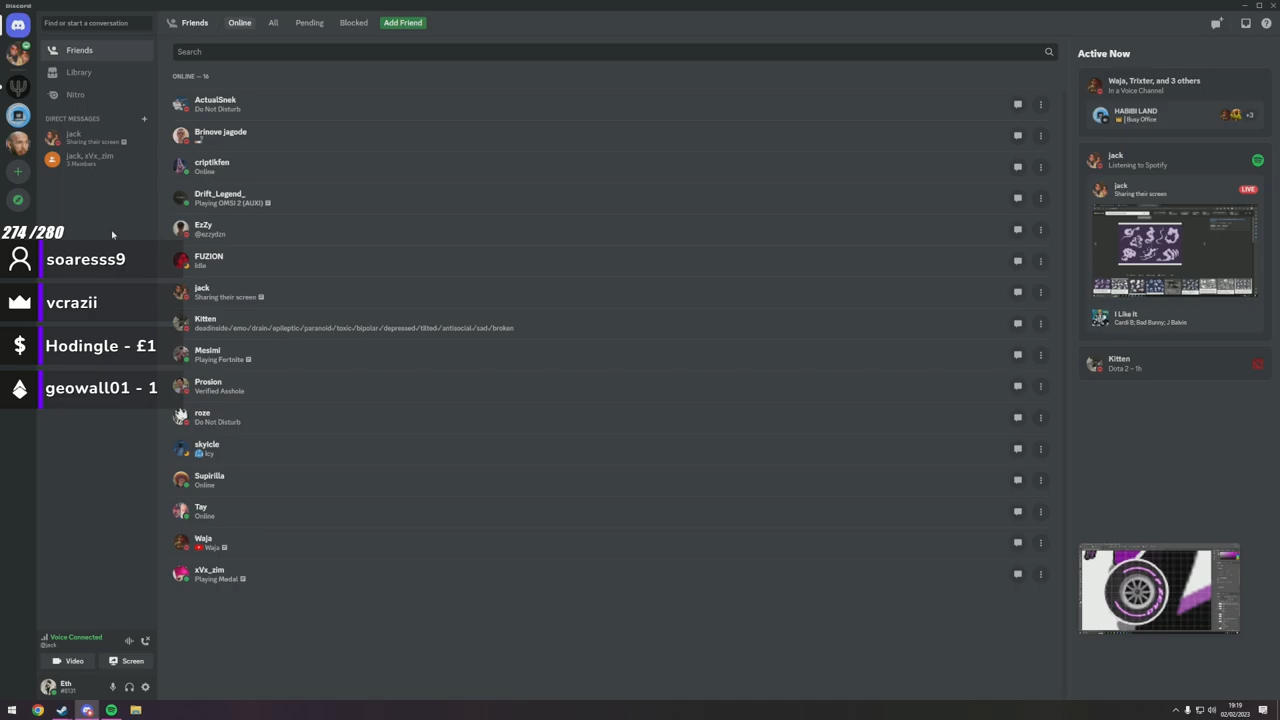 Discord
Find or start a conversation
Friends
Online
All
Pending
Blocked
Add Friend
Friends
Library
Nitro
DIRECT MESSAGES
jack
Sharing their screen
jack, xVx_zim
3 Members
274 /280
soaresss9
vcrazii
Hodingle - £1
geowall01 - 1
Voice Connected
@jack
Video
Screen
Eth
#8131
Search
ONLINE — 16
ActualSnek
Do Not Disturb
Brinove jagode
criptikfen
Online
Drift_Legend_
Playing OMSI 2 (AUXI)
EzZy
@ezzydzn
FUZION
Idle
jack
Sharing their screen
Kitten
deadinside✓emo✓drain✓epileptic✓paranoid✓toxic✓bipolar✓depressed✓tilted✓antisocial✓sad✓broken
Mesimi
Playing Fortnite
Prosion
Verified Asshole
roze
Do Not Disturb
skyicle
Icy
Supirilla
Online
Tay
Online
Waja
Waja
xVx_zim
Playing Medal
Active Now
Waja, Trixter, and 3 others
In a Voice Channel
HABIBI LAND
| Busy Office
+3
jack
Listening to Spotify
jack
Sharing their screen
LIVE
I Like It
Cardi B; Bad Bunny; J Balvin
Kitten
Dota 2 – 1h
19:19
02/02/2023